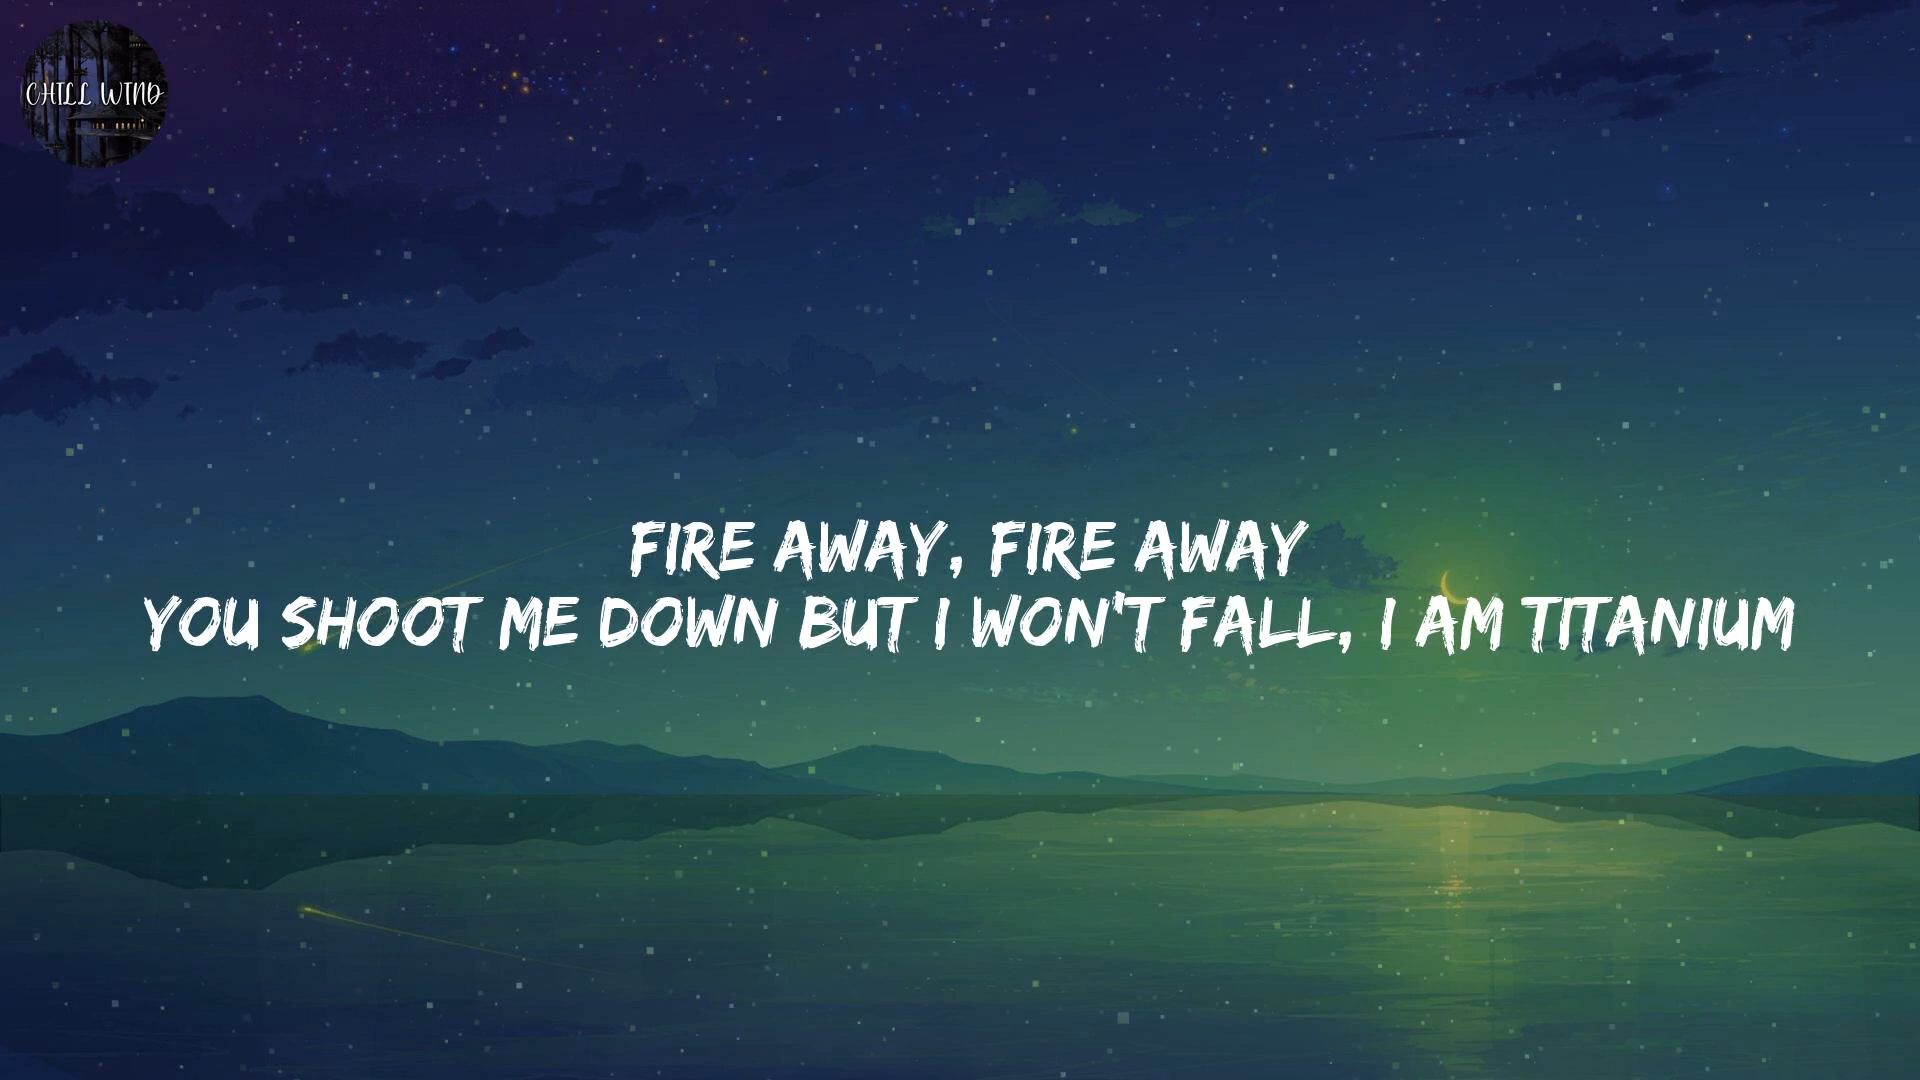 CHILL WIND
FIRE AWAY, FIRE AWAY
YOU SHOOT ME DOWN BUT I WON'T FALL, I AM TITANIUM